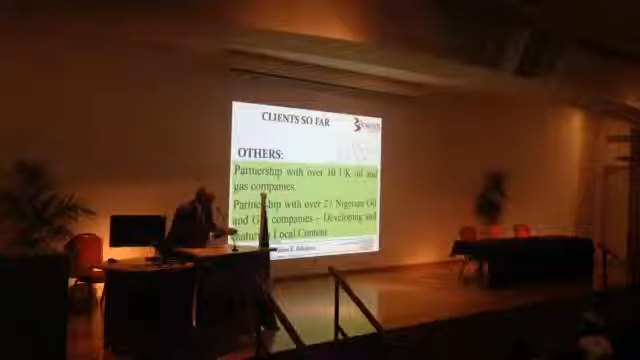 CLIENTS SO FAR
OTHERS:
Partnership with over 10 UK oil and
gas companies.
Partnership with over 25 Nigerian Oil
and Gas companies – Developing and
Local Content